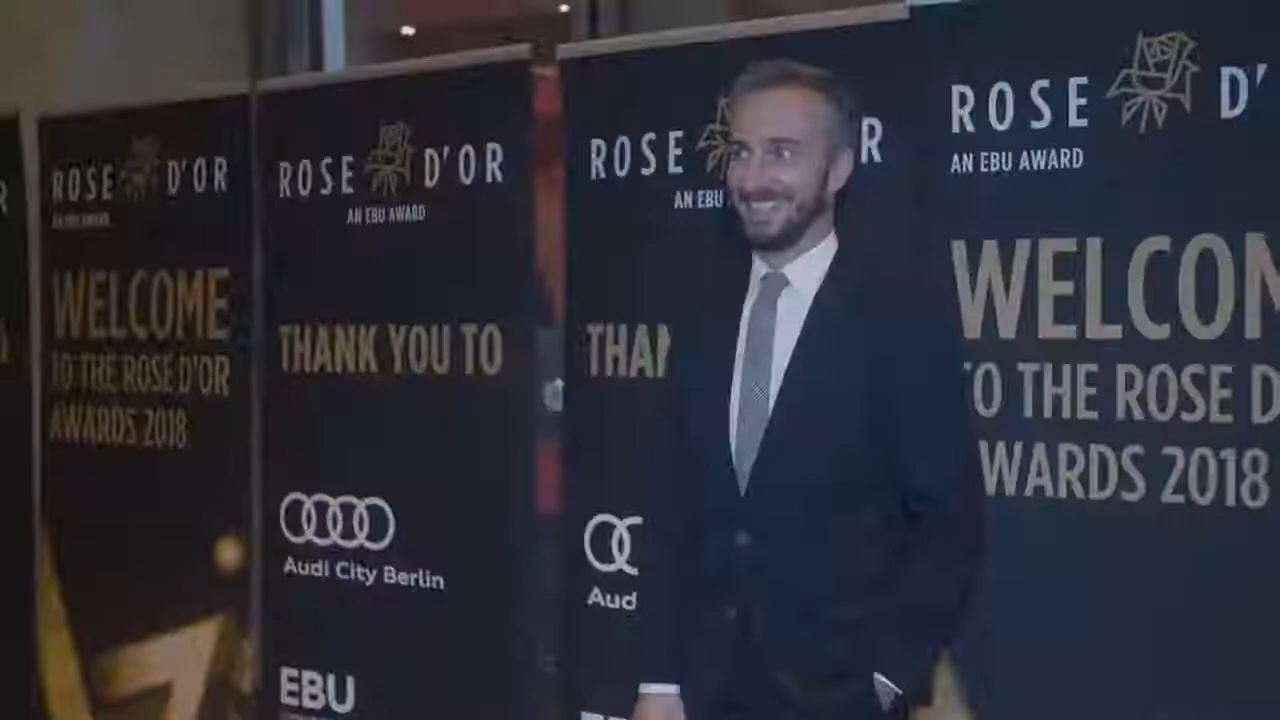 ROSE D'OR
AN EBU AWARD
WELCOME
TO THE ROSE D'OR
AWARDS 2018
ROSE D'OR
AN EBU AWARD
THANK YOU TO
Audi City Berlin
EBU
ROSE R
AN EBU
THAN
Aud
ROSE D'
AN EBU AWARD
WELCOM
TO THE ROSE D
WARDS 2018